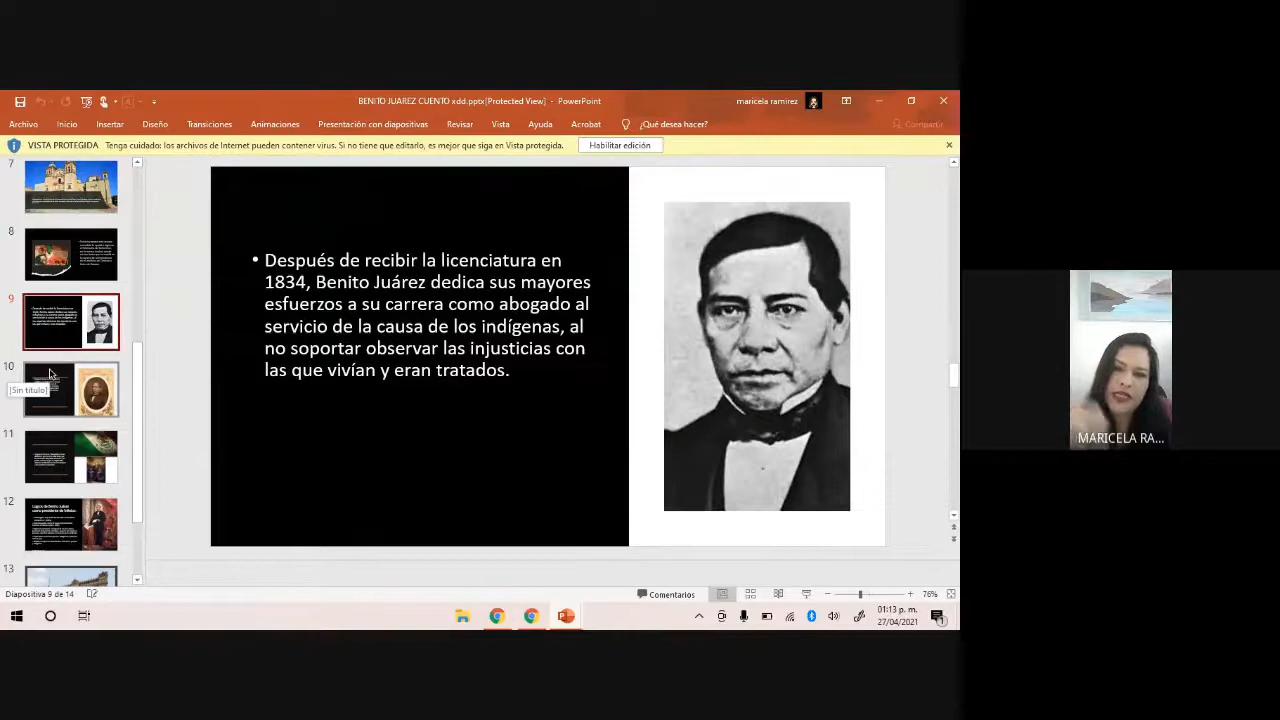 BENITO JUAREZ CUENTO xdd.pptx[Protected View] - PowerPoint
maricela ramirez
Archivo Inicio Insertar Diseño Transiciones Animaciones Presentación con diapositivas Revisar Vista Ayuda Acrobat ¿Qué desea hacer? Compartir
VISTA PROTEGIDA Tenga cuidado: los archivos de Internet pueden contener virus. Si no tiene que editarlo, es mejor que siga en Vista protegida. Habilitar edición
7
8
9
10
[Sin título]
11
12
13
• Después de recibir la licenciatura en
1834, Benito Juárez dedica sus mayores
esfuerzos a su carrera como abogado al
servicio de la causa de los indígenas, al
no soportar observar las injusticias con
las que vivían y eran tratados.
MARICELA RA...
Diapositiva 9 de 14
Comentarios
76%
01:13 p. m.
27/04/2021